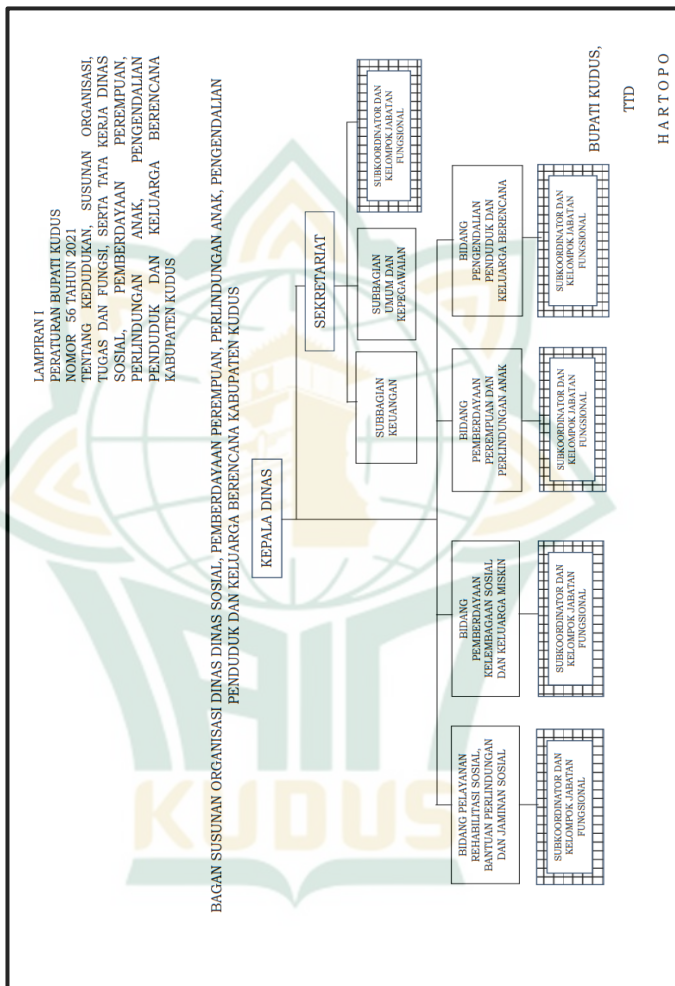 LAMPIRAN I
PERATURAN BUPATI KUDUS
NOMOR 56 TAHUN 2021
TENTANG KEDUDUKAN, SUSUNAN ORGANISASI,
TUGAS DAN FUNGSI, SERTA TATA KERJA DINAS
SOSIAL, PEMBERDAYAAN PEREMPUAN,
PERLINDUNGAN ANAK, PENGENDALIAN
PENDUDUK DAN KELUARGA BERENCANA
KABUPATEN KUDUS
BAGAN SUSUNAN ORGANISASI DINAS DINAS SOSIAL, PEMBERDAYAAN PEREMPUAN, PERLINDUNGAN ANAK, PENGENDALIAN
PENDUDUK DAN KELUARGA BERENCANA KABUPATEN KUDUS
KEPALA DINAS
SEKRETARIAT
SUBBAGIAN
KEUANGAN
SUBBAGIAN
UMUM DAN
KEPEGAWAIAN
SUBKOORDINATOR DAN
KELOMPOK JABATAN
FUNGSIONAL
BIDANG PELAYANAN
REHABILITASI SOSIAL,
BANTUAN PERLINDUNGAN
DAN JAMINAN SOSIAL
BIDANG
PEMBERDAYAAN
KELEMBAGAAN SOSIAL
DAN KELUARGA MISKIN
BIDANG
PEMBERDAYAAN
PEREMPUAN DAN
PERLINDUNGAN ANAK
BIDANG
PENGENDALIAN
PENDUDUK DAN
KELUARGA BERENCANA
SUBKOORDINATOR DAN
KELOMPOK JABATAN
FUNGSIONAL
SUBKOORDINATOR DAN
KELOMPOK JABATAN
FUNGSIONAL
SUBKOORDINATOR DAN
KELOMPOK JABATAN
FUNGSIONAL
SUBKOORDINATOR DAN
KELOMPOK JABATAN
FUNGSIONAL
BUPATI KUDUS,
TTD
H A R T O P O
IAIN
KUDUS